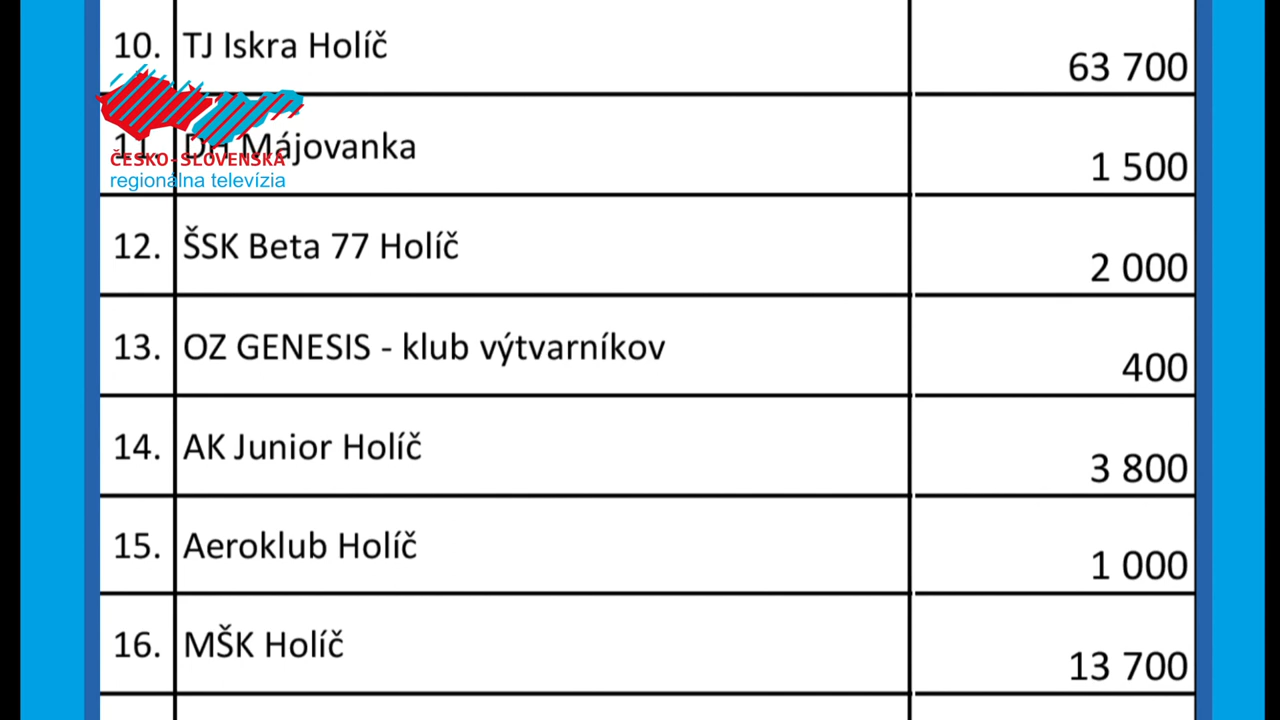 10. TJ Iskra Holíč 63 700
11. DH Májovanka 1 500
ČESKO-SLOVENSKÁ
regionálna televízia
12. ŠSK Beta 77 Holíč 2 000
13. OZ GENESIS - klub výtvarníkov 400
14. AK Junior Holíč 3 800
15. Aeroklub Holíč 1 000
16. MŠK Holíč 13 700